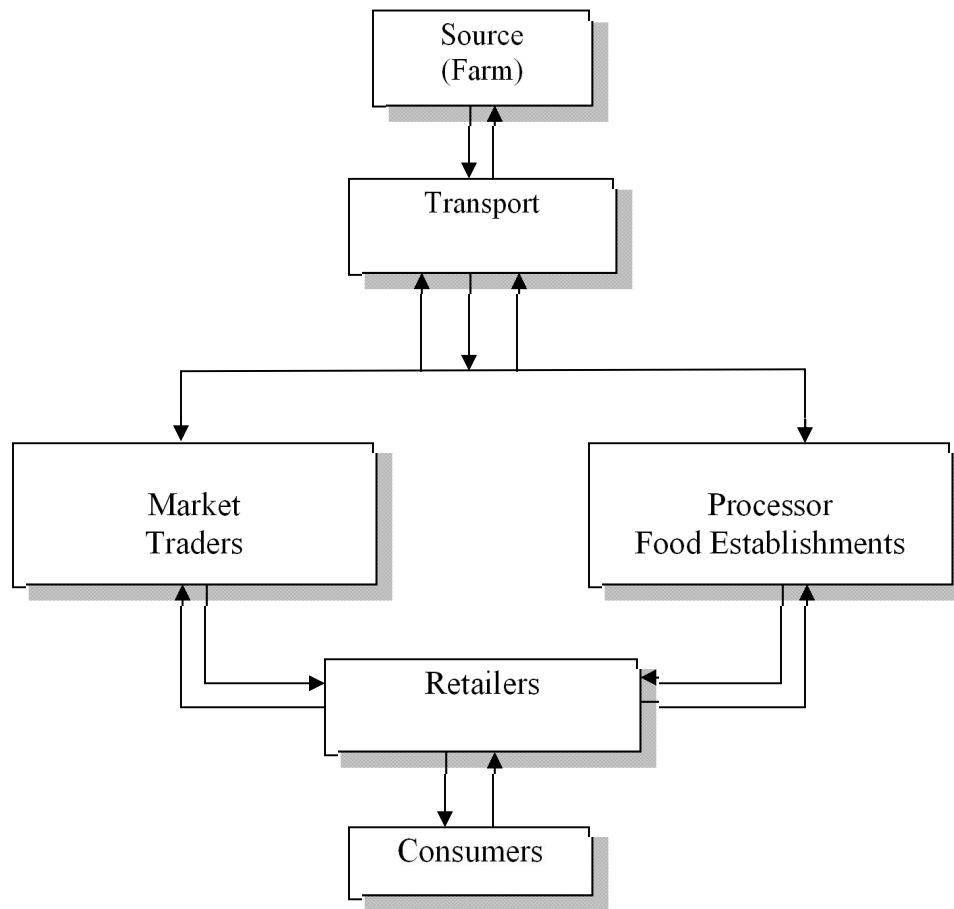 Source
(Farm)
Transport
Market
Traders
Processor
Food Establishments
Retailers
Consumers